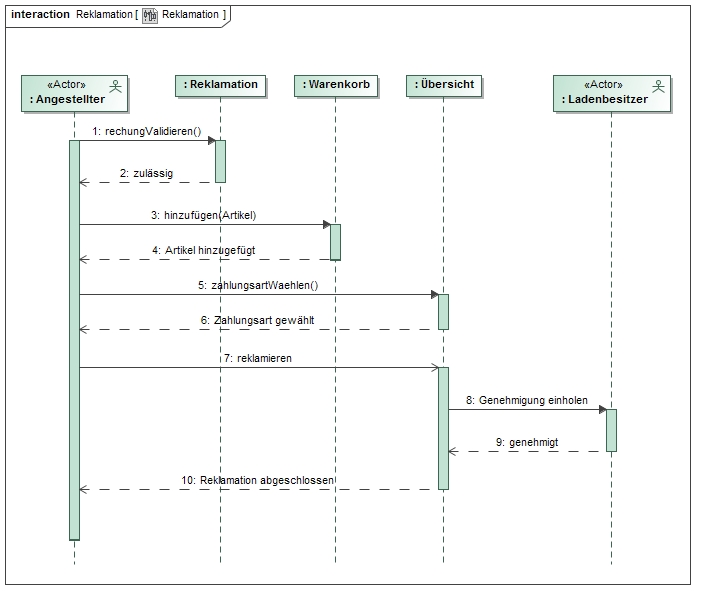 interaction Reklamation [ Reklamation ]
«Actor»
: Angestellter
: Reklamation
: Warenkorb
: Übersicht
«Actor»
: Ladenbesitzer
1: rechungValidieren()
2: zulässig
3: hinzufügen(Artikel)
4: Artikel hinzugefügt
5: zahlungsartWaehlen()
6: Zahlungsart gewählt
7: reklamieren
8: Genehmigung einholen
9: genehmigt
10: Reklamation abgeschlossen